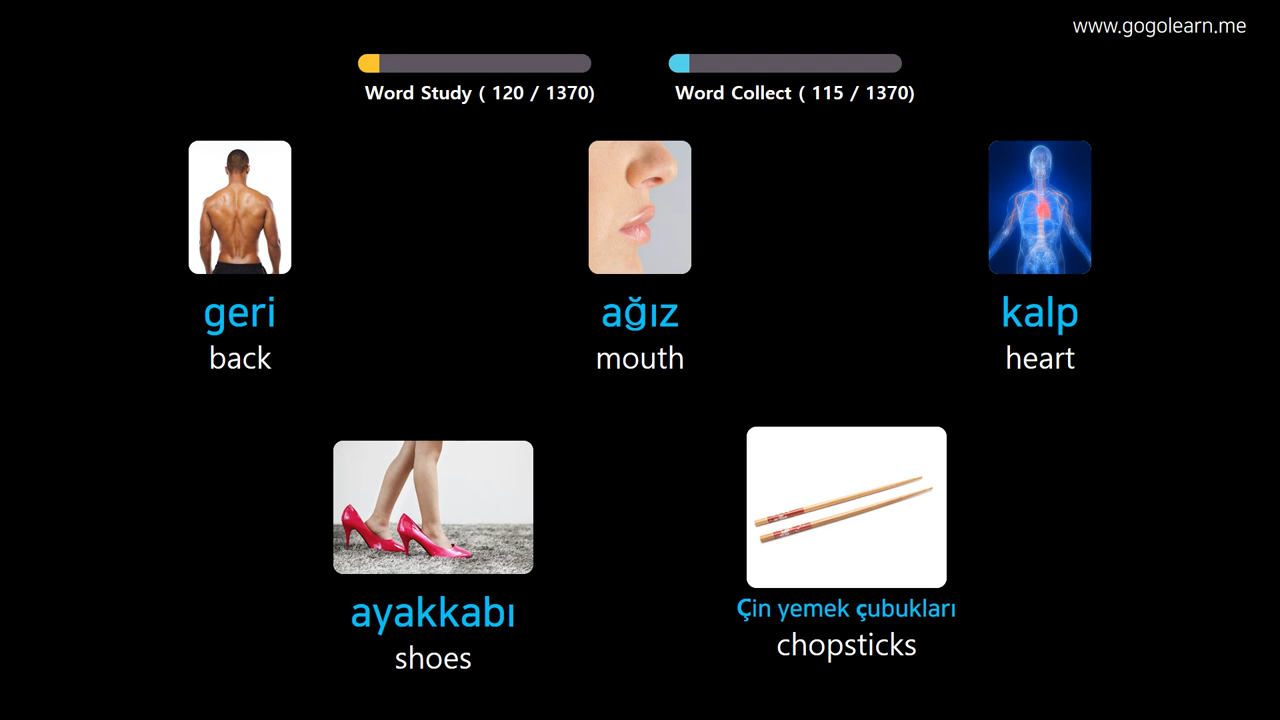 www.gogolearn.me
Word Study ( 120 / 1370)
Word Collect ( 115 / 1370)
geri
back
ağız
mouth
kalp
heart
ayakkabı
shoes
Çin yemek çubukları
chopsticks